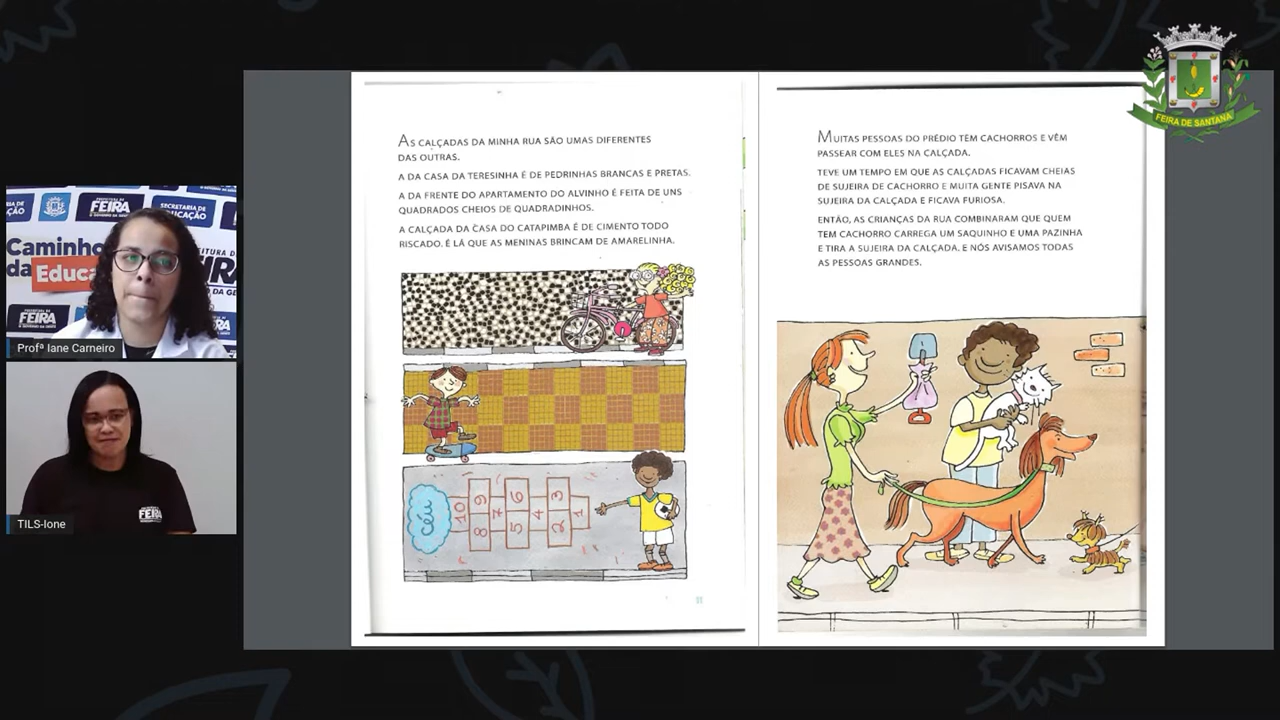 FEIRA DE SANTANA
AS CALÇADAS DA MINHA RUA SÃO UMAS DIFERENTES
DAS OUTRAS.
A DA CASA DA TERESINHA É DE PEDRINHAS BRANCAS E PRETAS.
A DA FRENTE DO APARTAMENTO DO ALVINHO É FEITA DE UNS
QUADRADOS CHEIOS DE QUADRADINHOS.
A CALÇADA DA CASA DO CATAPIMBA É DE CIMENTO TODO
RISCADO. É LÁ QUE AS MENINAS BRINCAM DE AMARELINHA.
céu 10 9 8 7 6 5 4 3 2 1
11
MUITAS PESSOAS DO PRÉDIO TÊM CACHORROS E VÊM
PASSEAR COM ELES NA CALÇADA.
TEVE UM TEMPO EM QUE AS CALÇADAS FICAVAM CHEIAS
DE SUJEIRA DE CACHORRO E MUITA GENTE PISAVA NA
SUJEIRA DA CALÇADA E FICAVA FURIOSA.
ENTÃO, AS CRIANÇAS DA RUA COMBINARAM QUE QUEM
TEM CACHORRO CARREGA UM SAQUINHO E UMA PAZINHA
E TIRA A SUJEIRA DA CALÇADA. E NÓS AVISAMOS TODAS
AS PESSOAS GRANDES.
FEIRA
SECRETARIA DE
EDUCAÇÃO
Caminho
da Educa
FEIRA
Profª Iane Carneiro
FEIRA
TILS-Ione